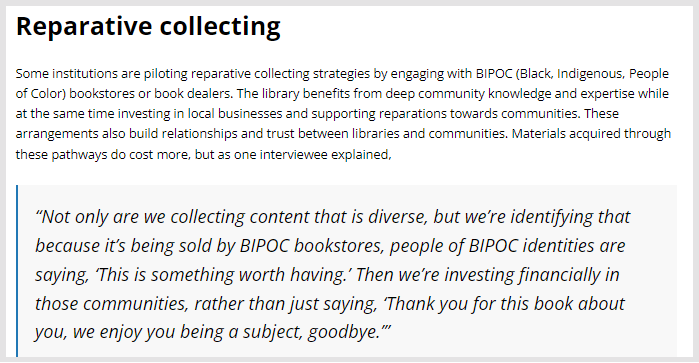 Reparative collecting
Some institutions are piloting reparative collecting strategies by engaging with BIPOC (Black, Indigenous, People
of Color) bookstores or book dealers. The library benefits from deep community knowledge and expertise while
at the same time investing in local businesses and supporting reparations towards communities. These
arrangements also build relationships and trust between libraries and communities. Materials acquired through
these pathways do cost more, but as one interviewee explained,
“Not only are we collecting content that is diverse, but we’re identifying that
because it’s being sold by BIPOC bookstores, people of BIPOC identities are
saying, ‘This is something worth having.’ Then we’re investing financially in
those communities, rather than just saying, ‘Thank you for this book about
you, we enjoy you being a subject, goodbye.’”